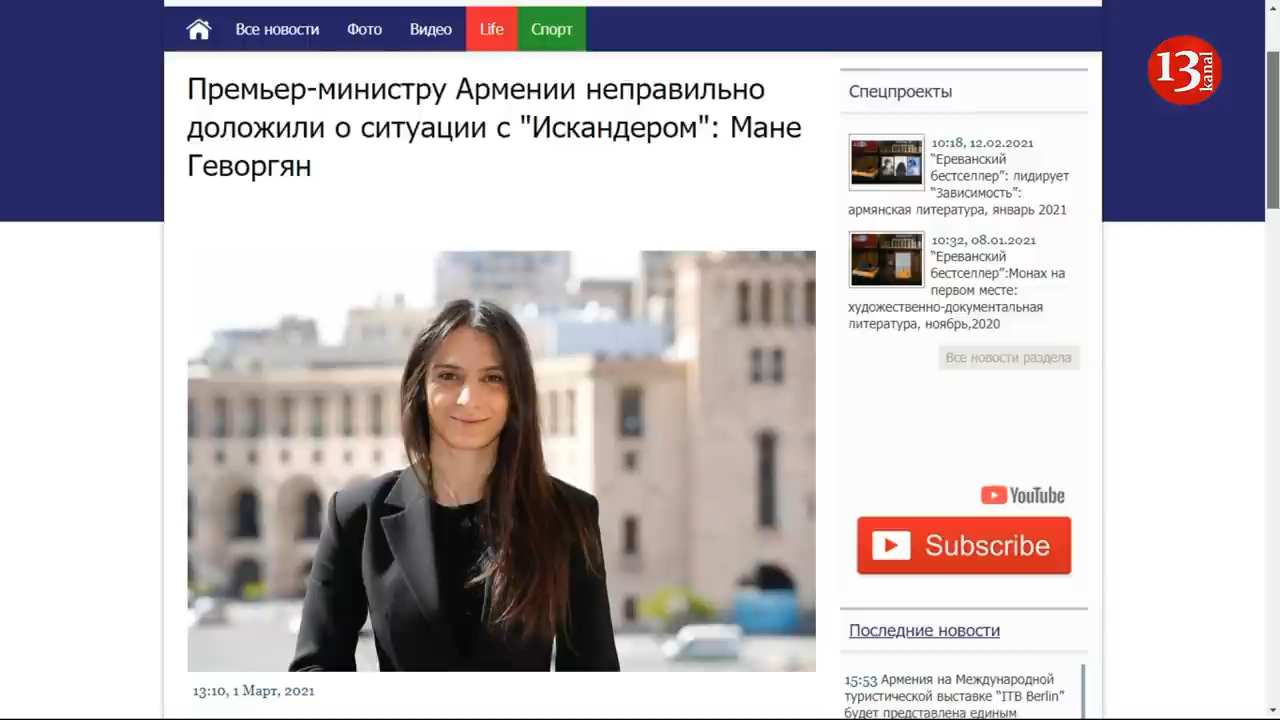 Все новости Фото Видео Life Спорт
13 kanal
Премьер-министру Армении неправильно
доложили о ситуации с "Искандером": Мане
Геворгян
13:10, 1 Март, 2021
Спецпроекты
10:18, 12.02.2021
“Ереванский
бестселлер”: лидирует
“Зависимость”:
армянская литература, январь 2021
10:32, 08.01.2021
“Ереванский
бестселлер”:Монах на
первом месте:
художественно-документальная
литература, ноябрь,2020
Все новости раздела
YouTube
Subscribe
Последние новости
15:53 Армения на Международной
туристической выставке “ITB Berlin”
будет представлена единым